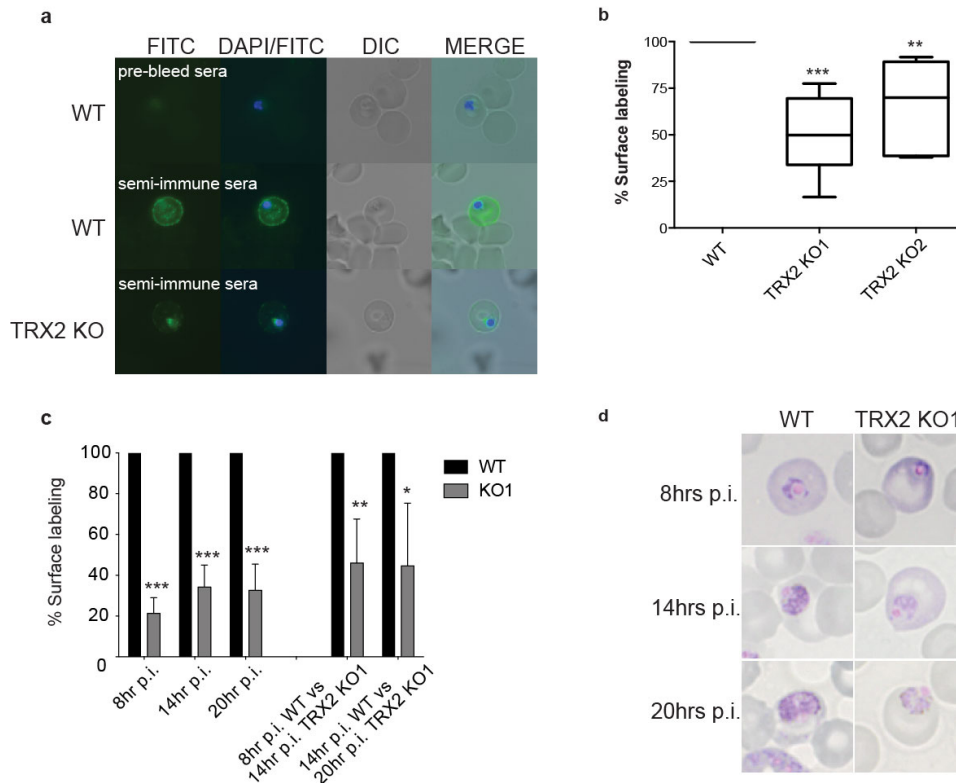 a
FITC DAPI/FITC DIC MERGE
pre-bleed sera
WT
semi-immune sera
WT
semi-immune sera
TRX2 KO
b
100
75
50
25
0
% Surface labeling
***
**
WT
TRX2 KO1
TRX2 KO2
c
100
80
60
40
20
0
% Surface labeling
***
***
***
**
*
WT
KO1
8hr p.i.
14hr p.i.
20hr p.i.
8hr p.i. WT vs
14hr p.i. TRX2 KO1
14hr p.i. WT vs
20hr p.i. TRX2 KO1
d
WT TRX2 KO1
8hrs p.i.
14hrs p.i.
20hrs p.i.